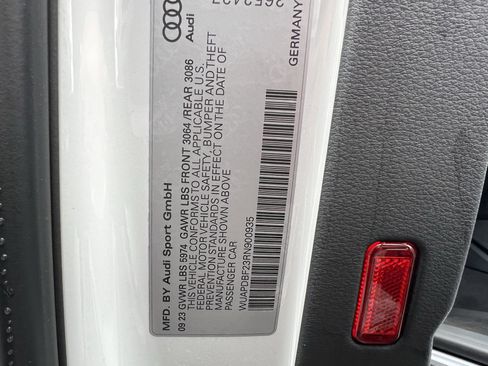 MFD. BY Audi Sport GmbH
09 23 GVWR LBS 5974 GAWR LBS FRONT 3064 /REAR 3086
THIS VEHICLE CONFORMS TO ALL APPLICABLE U.S.
FEDERAL MOTOR VEHICLE SAFETY, BUMPER AND THEFT
PREVENTION STANDARDS IN EFFECT ON THE DATE OF
MANUFACTURE SHOWN ABOVE
PASSENGER CAR
WUAPDBF23RN900935
Audi
GERMANY